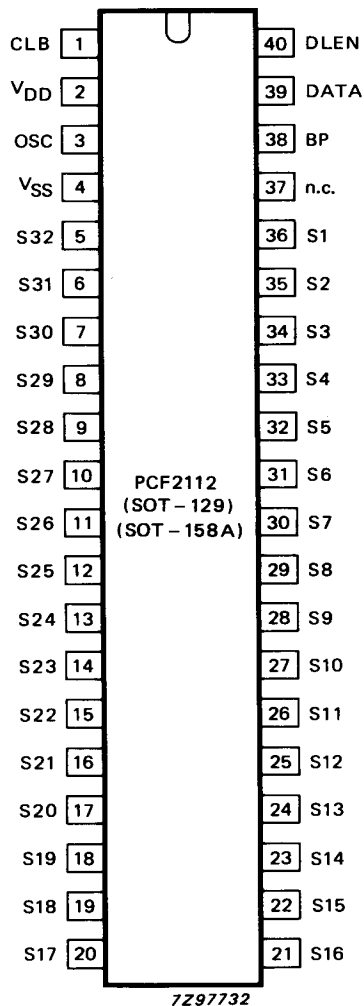 CLB 1 40 DLEN
VDD 2 39 DATA
OSC 3 38 BP
VSS 4 37 n.c.
S32 5 36 S1
S31 6 35 S2
S30 7 34 S3
S29 8 33 S4
S28 9 32 S5
S27 10 31 S6
S26 11 30 S7
S25 12 29 S8
S24 13 28 S9
S23 14 27 S10
S22 15 26 S11
S21 16 25 S12
S20 17 24 S13
S19 18 23 S14
S18 19 22 S15
S17 20 21 S16
PCF2112
(SOT-129)
(SOT-158A)
7Z97732